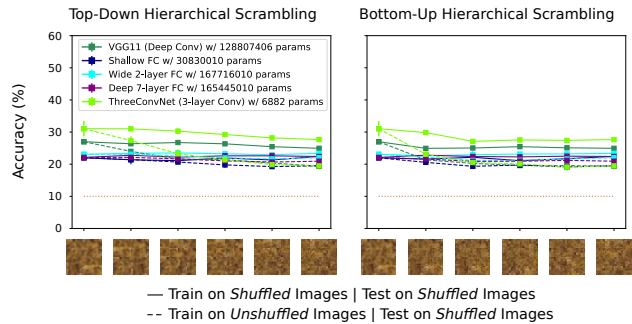 Top-Down Hierarchical Scrambling
Bottom-Up Hierarchical Scrambling
Accuracy (%)
60
50
40
30
20
10
0
VGG11 (Deep Conv) w/ 128807406 params
Shallow FC w/ 30830010 params
Wide 2-layer FC w/ 167716010 params
Deep 7-layer FC w/ 165445010 params
ThreeConvNet (3-layer Conv) w/ 6882 params
Train on Shuffled Images | Test on Shuffled Images
Train on Unshuffled Images | Test on Shuffled Images